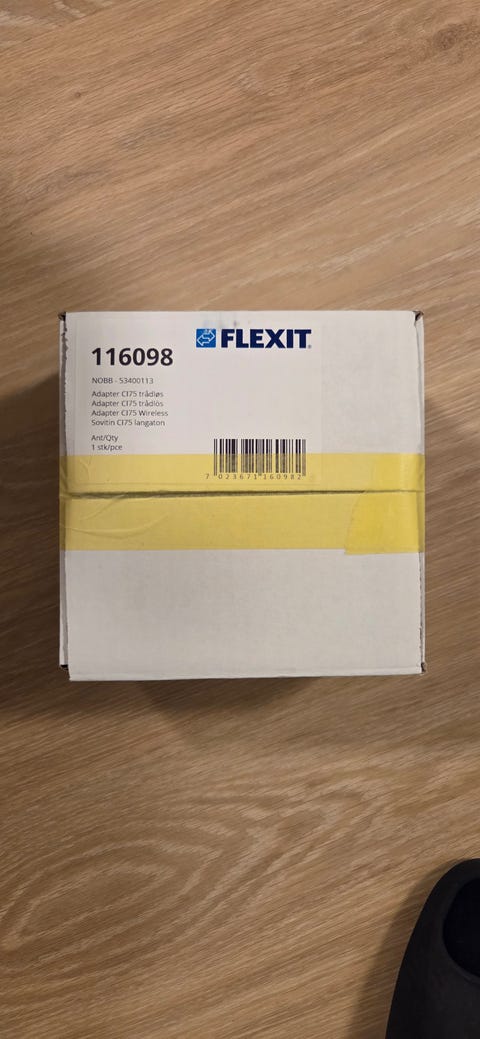 FLEXIT®
116098
NOBB - 53400113
Adapter CI75 trådløs
Adapter CI75 trådlös
Adapter CI75 Wireless
Sovitin CI75 langaton
Ant/Qty
1 stk/pce
7 023671 160982